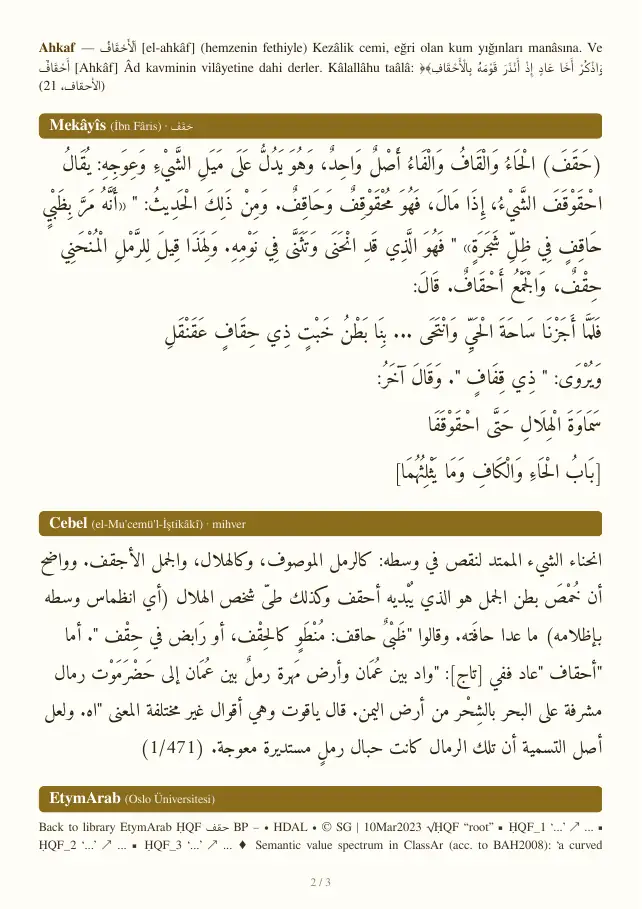 Ahkaf — اَلْأَحْقَافُ [el-ahkâf] (hemzenin fethiyle) Kezâlik cemi, eğri olan kum yığınları manâsına. Ve
أَحْقَافٌ [Ahkâf] Âd kavminin vilâyetine dahi derler. Kâlallâhu taâlâ: ﴿وَاذْكُرْ أَخَا عَادٍ إِذْ أَنْذَرَ قَوْمَهُ بِالْأَحْقَافِ﴾
(الأحقاف، 21)
Mekâyîs (İbn Fâris) · حقف
(حَقَفَ) الْحَاءُ وَالْقَافُ وَالْفَاءُ أَصْلٌ وَاحِدٌ، وَهُوَ يَدُلُّ عَلَى مَيَلِ الشَّيْءِ وَعِوَجِهِ: يُقَالُ
احْقَوْقَفَ الشَّيْءُ، إِذَا مَالَ، فَهُوَ مُحْقَوْقِفٌ وَحَاقِفٌ. وَمِنْ ذَلِكَ الْحَدِيثُ: " «أَنَّهُ مَرَّ بِظَبْيٍ
حَاقِفٍ فِي ظِلِّ شَجَرَةٍ» " فَهُوَ الَّذِي قَدِ انْحَنَى وَتَثَنَّى فِي نَوْمِهِ. وَلِهَذَا قِيلَ لِلرَّمْلِ الْمُنْحَنِي
حِقْفٌ، وَالْجَمْعُ أَحْقَافٌ. قَالَ:
فَلَمَّا أَجَزْنَا سَاحَةَ الْحَيِّ وَانْتَحَى ... بِنَا بَطْنُ خَبْتٍ ذِي حِقَافٍ عَقَنْقَلِ
وَيُرْوَى: " ذِي قِفَافٍ ". وَقَالَ آخَرُ:
سَمَاوَةَ الْهِلَالِ حَتَّى احْقَوْقَفَا
[بَابُ الْحَاءِ وَالْكَافِ وَمَا يَثْلِثُهُمَا]
Cebel (el-Mu'cemü'l-İştikâkî) · mihver
انحناء الشيء الممتد لنقص في وسطه: كالرمل الموصوف، وكالهلال، والجمل الأحقف. وواضح
أن خُمْصَ بطن الجمل هو الذي يُبْديه أحقف وكذلك طىّ شخص الهلال (أي انطماس وسطه
بإظلامه) ما عدا حافَته. وقالوا "ظَبْىٌ حاقف: مُنْطَوٍ كالحِقْف، أو رَابض في حِقْف ". أما
"أحقاف "عاد ففي [تاج]: "واد بين عُمَان وأرض مَهرة رملٌ بين عُمَان إلى حَضْرَمَوْت رمال
مشرفة على البحر بالشِحْر من أرض اليمن. قال ياقوت وهي أقوال غير مختلفة المعنى "اه. ولعل
أصل التسمية أن تلك الرمال كانت حبال رملٍ مستديرة معوجة. (1/471)
EtymArab (Oslo Üniversitesi)
Back to library EtymArab ḤQF حقف BP – • HDAL • © SG | 10Mar2023 √ḤQF “root” ▪ ḤQF_1 ‘...’ ↗ ... ▪
ḤQF_2 ‘...’ ↗ ... ▪ ḤQF_3 ‘...’ ↗ ... ♦ Semantic value spectrum in ClassAr (acc. to BAH2008): ‘a curved
2 / 3